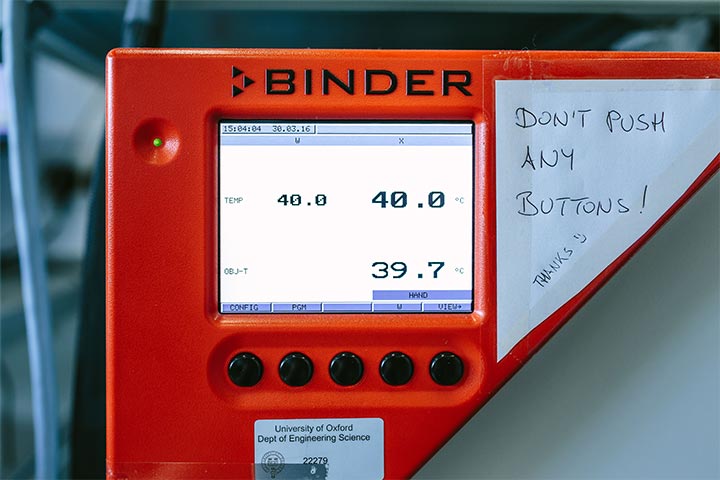 BINDER
15:04:04 30.03.16
W X
TEMP 40.0 40.0 °C
OBJ-T 39.7 °C
HAND
CONFIG PGM W VIEW→
DON'T PUSH
ANY
BUTTONS!
THANKS
University of Oxford
Dept of Engineering Science
22279